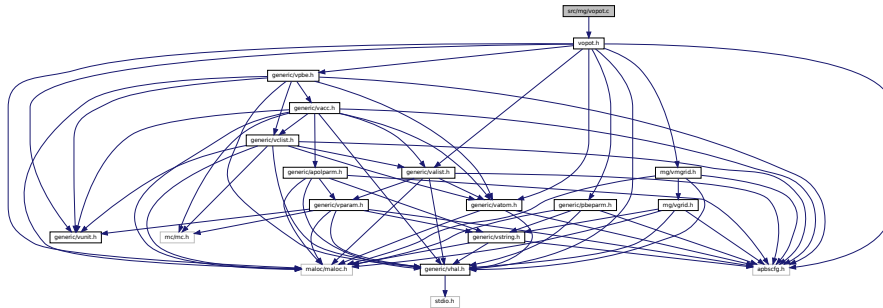 src/mg/vopot.c
vopot.h
generic/vpbe.h
generic/vacc.h
generic/vclist.h
generic/apolparm.h
generic/valist.h
mg/vmgrid.h
generic/vparam.h
generic/vatom.h
generic/pbeparm.h
mg/vgrid.h
generic/vunit.h
mc/mc.h
generic/vstring.h
maloc/maloc.h
generic/vhal.h
apbscfg.h
stdio.h